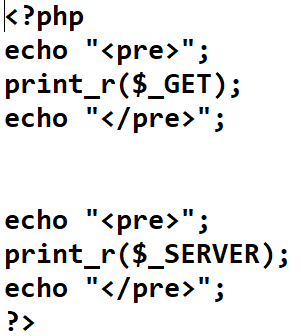 <?php
echo "<pre>";
print_r($_GET);
echo "</pre>";
echo "<pre>";
print_r($_SERVER);
echo "</pre>";
?>